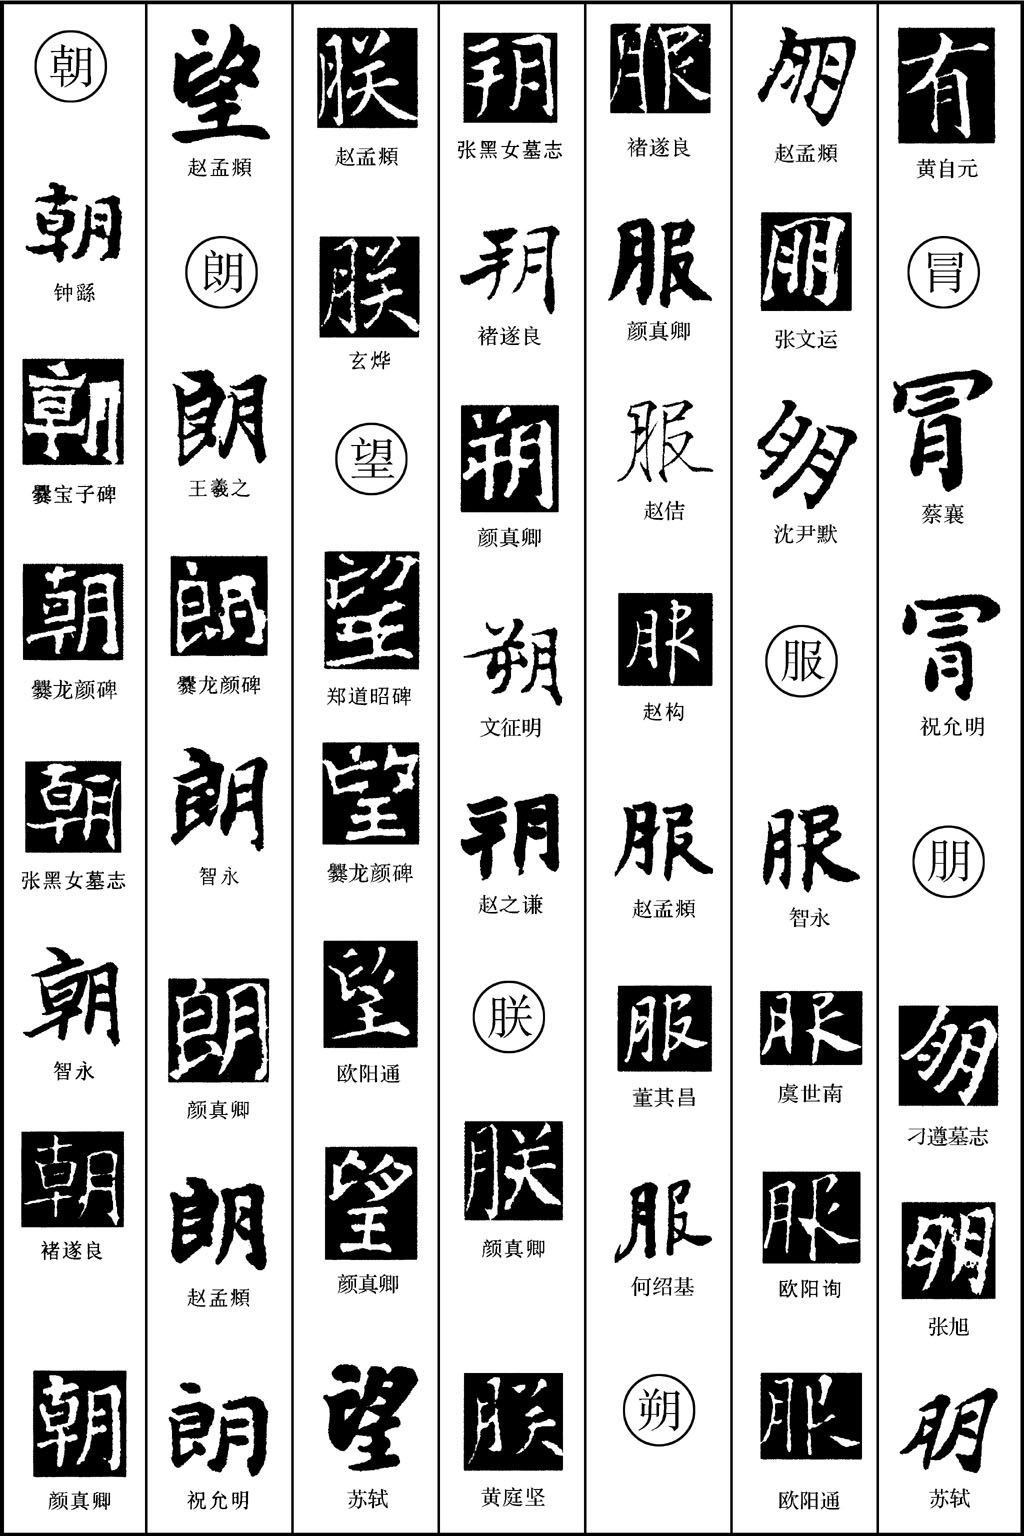 有
黄自元
冒
冒
蔡襄
冒
祝允明
朋
朋
刁遵墓志
朋
张旭
朋
苏轼
朋
赵孟頫
朋
张文运
朋
沈尹默
服
服
智永
服
虞世南
服
欧阳询
服
欧阳通
服
褚遂良
服
颜真卿
服
赵佶
服
赵构
服
赵孟頫
服
董其昌
服
何绍基
朔
朔
张黑女墓志
朔
褚遂良
朔
颜真卿
朔
文征明
朔
赵之谦
朕
朕
颜真卿
朕
黄庭坚
朕
赵孟頫
朕
玄烨
望
望
郑道昭碑
望
爨龙颜碑
望
欧阳通
望
颜真卿
望
苏轼
望
赵孟頫
朗
朗
王羲之
朗
爨龙颜碑
朗
智永
朗
颜真卿
朗
赵孟頫
朗
祝允明
朝
朝
钟繇
朝
爨宝子碑
朝
爨龙颜碑
朝
张黑女墓志
朝
智永
朝
褚遂良
朝
颜真卿